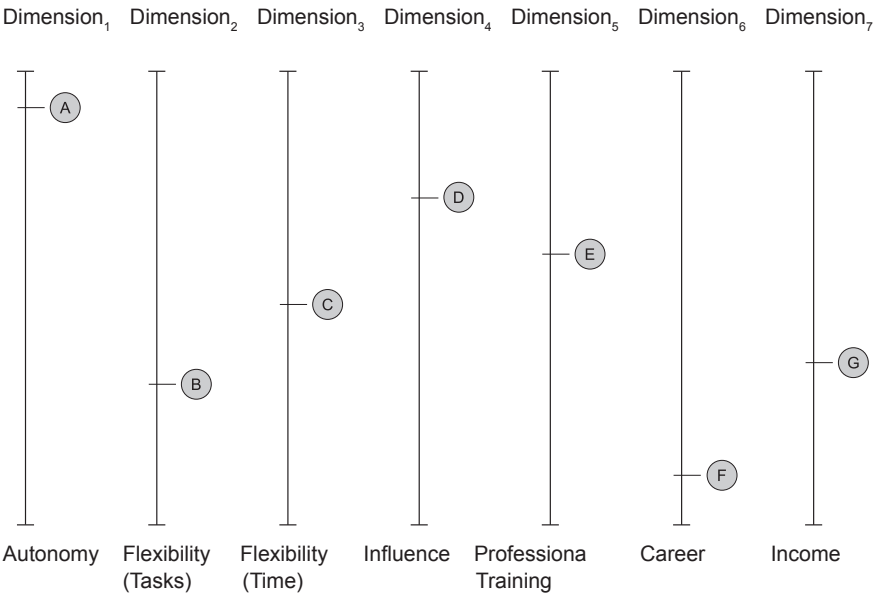 Dimension₁ Dimension₂ Dimension₃ Dimension₄ Dimension₅ Dimension₆ Dimension₇
A
D
E
C
G
B
F
Autonomy Flexibility Flexibility Influence Professiona Career Income
(Tasks) (Time) Training